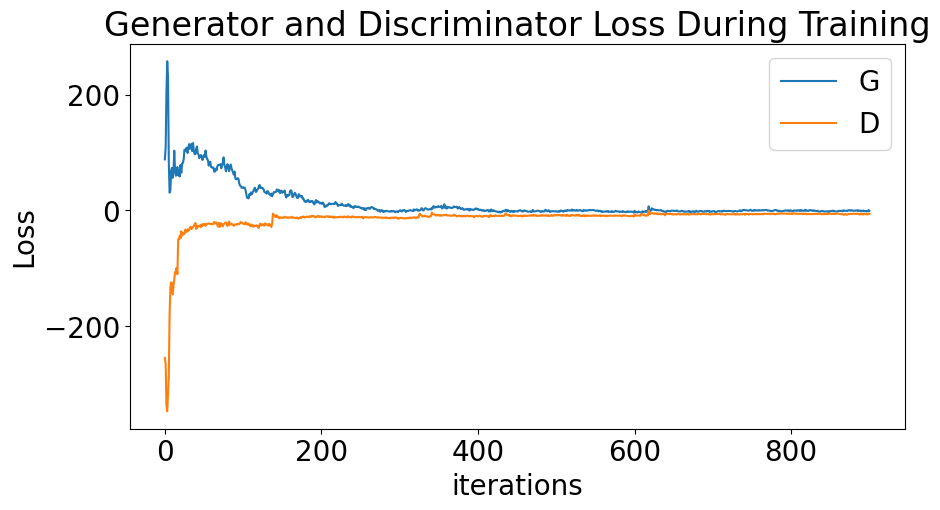 Generator and Discriminator Loss During Training
G
D
200
0
−200
Loss
0 200 400 600 800
iterations